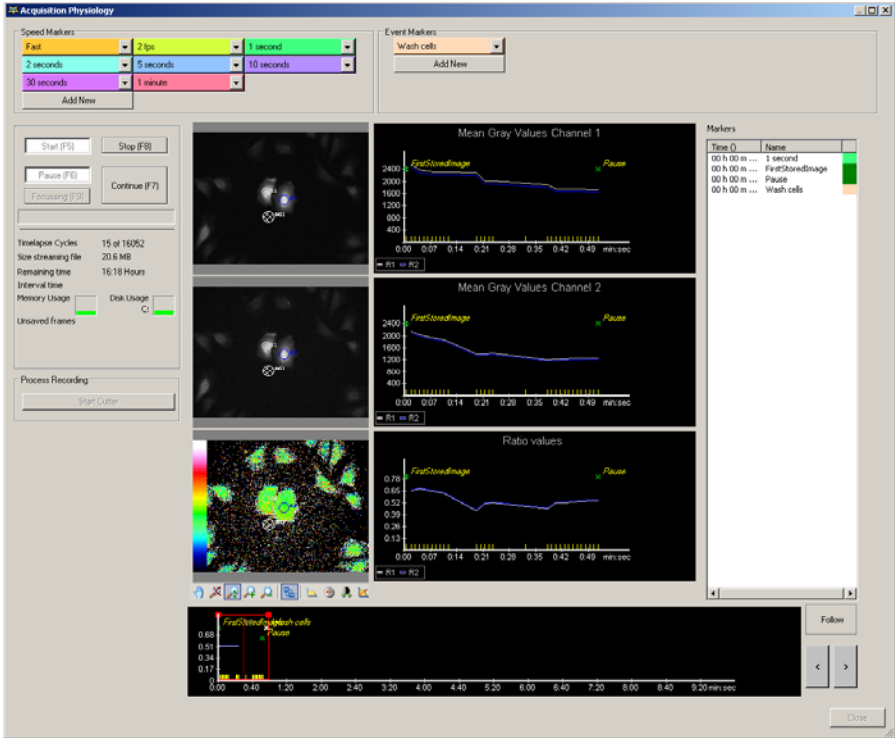 Acquisition Physiology
Speed Markers
Event Markers
Fast 2 fps 1 second
Wash cells
2 seconds 5 seconds 10 seconds
Add New
30 seconds 1 minute
Add New
Start (F5) Stop (F8)
Pause (F6) Continue (F7)
Focussing (F9)
Timelapse Cycles 15 of 16052
Size streaming file 20.6 MB
Remaining time 16:18 Hours
Interval time
Memory Usage Disk Usage
C:
Unsaved frames
Process Recording
Start Cutter
Mean Gray Values Channel 1
FirstStoredImage Pause
2400
2000
1600
1200
800
400
0:00 0:07 0:14 0:21 0:28 0:35 0:42 0:49 min:sec
R1 R2
Mean Gray Values Channel 2
FirstStoredImage Pause
2400
2000
1600
1200
800
400
0:00 0:07 0:14 0:21 0:28 0:35 0:42 0:49 min:sec
R1 R2
Ratio values
FirstStoredImage Pause
0.78
0.65
0.52
0.39
0.26
0.13
0:00 0:07 0:14 0:21 0:28 0:35 0:42 0:49 min:sec
R1 R2
Markers
Time () Name
00 h 00 m ... 1 second
00 h 00 m ... FirstStoredImage
00 h 00 m ... Pause
00 h 00 m ... Wash cells
FirstStoredImage Wash cells
Pause
0.68
0.51
0.34
0.17
0:00 0:40 1:20 2:00 2:40 3:20 4:00 4:40 5:20 6:00 6:40 7:20 8:00 8:40 9:20 min:sec
Follow
< >
Close